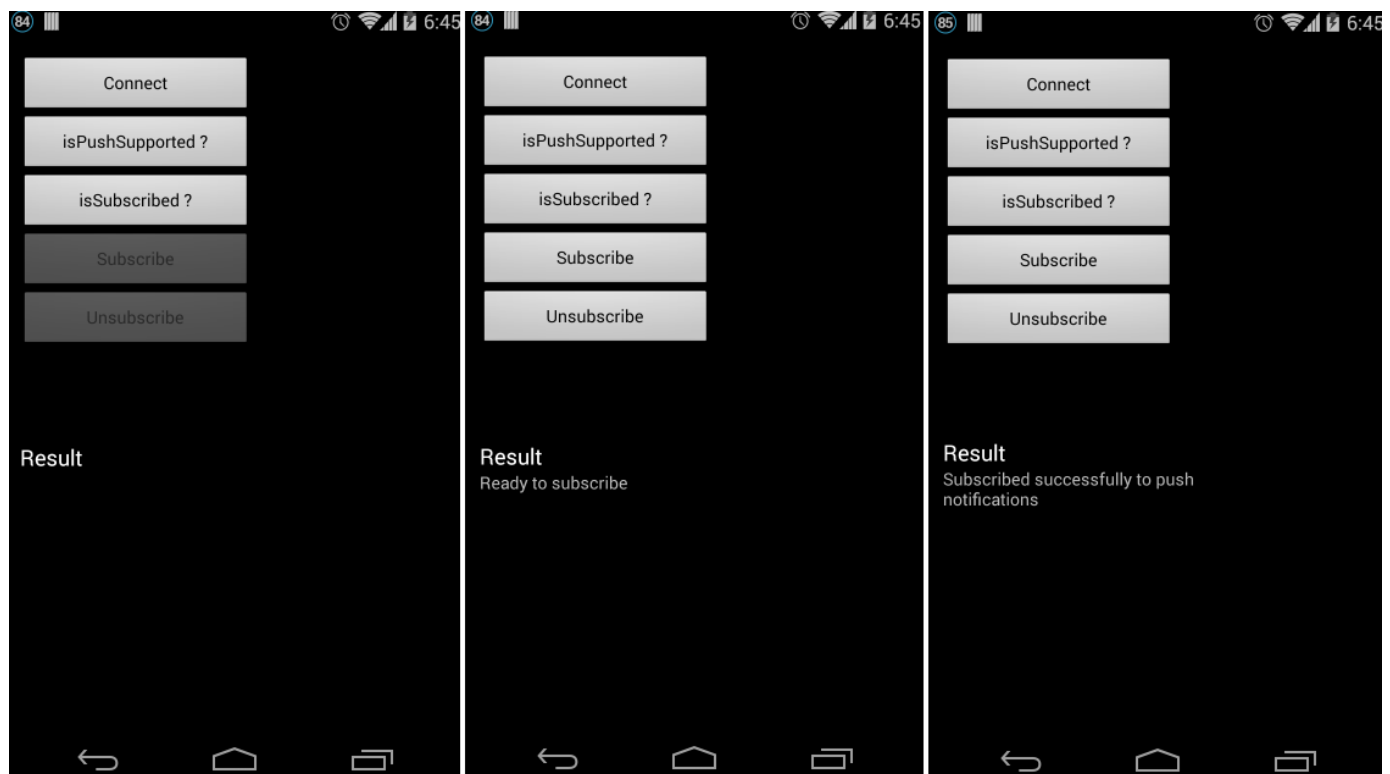 84
6:45
Connect
isPushSupported ?
isSubscribed ?
Subscribe
Unsubscribe
Result
84
6:45
Connect
isPushSupported ?
isSubscribed ?
Subscribe
Unsubscribe
Result
Ready to subscribe
85
6:45
Connect
isPushSupported ?
isSubscribed ?
Subscribe
Unsubscribe
Result
Subscribed successfully to push
notifications